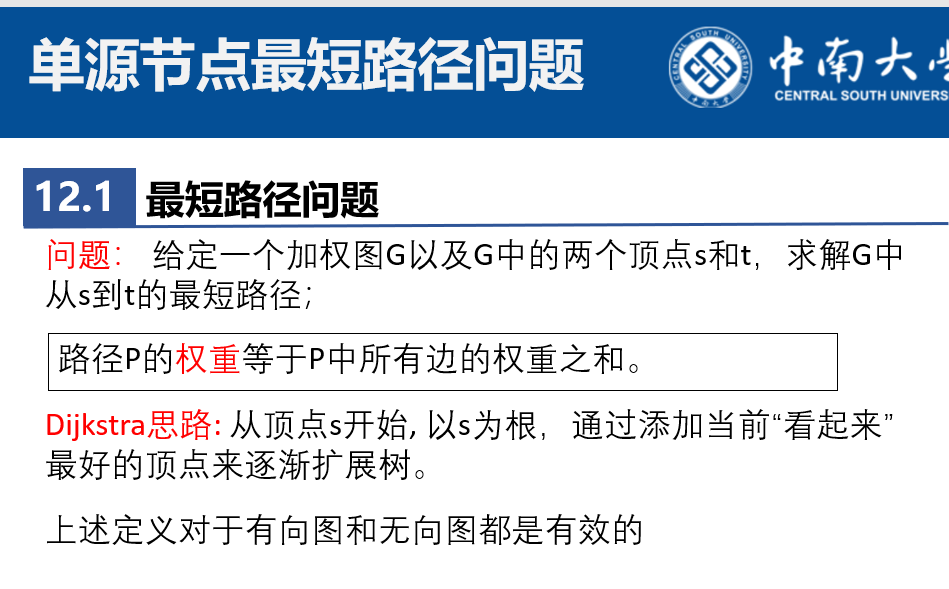 单源节点最短路径问题
CENTRAL SOUTH UNIVERSITY
中南大学
中南大
CENTRAL SOUTH UNIVERS
12.1 最短路径问题
问题： 给定一个加权图G以及G中的两个顶点s和t，求解G中
从s到t的最短路径；
路径P的权重等于P中所有边的权重之和。
Dijkstra思路: 从顶点s开始, 以s为根，通过添加当前“看起来”
最好的顶点来逐渐扩展树。
上述定义对于有向图和无向图都是有效的